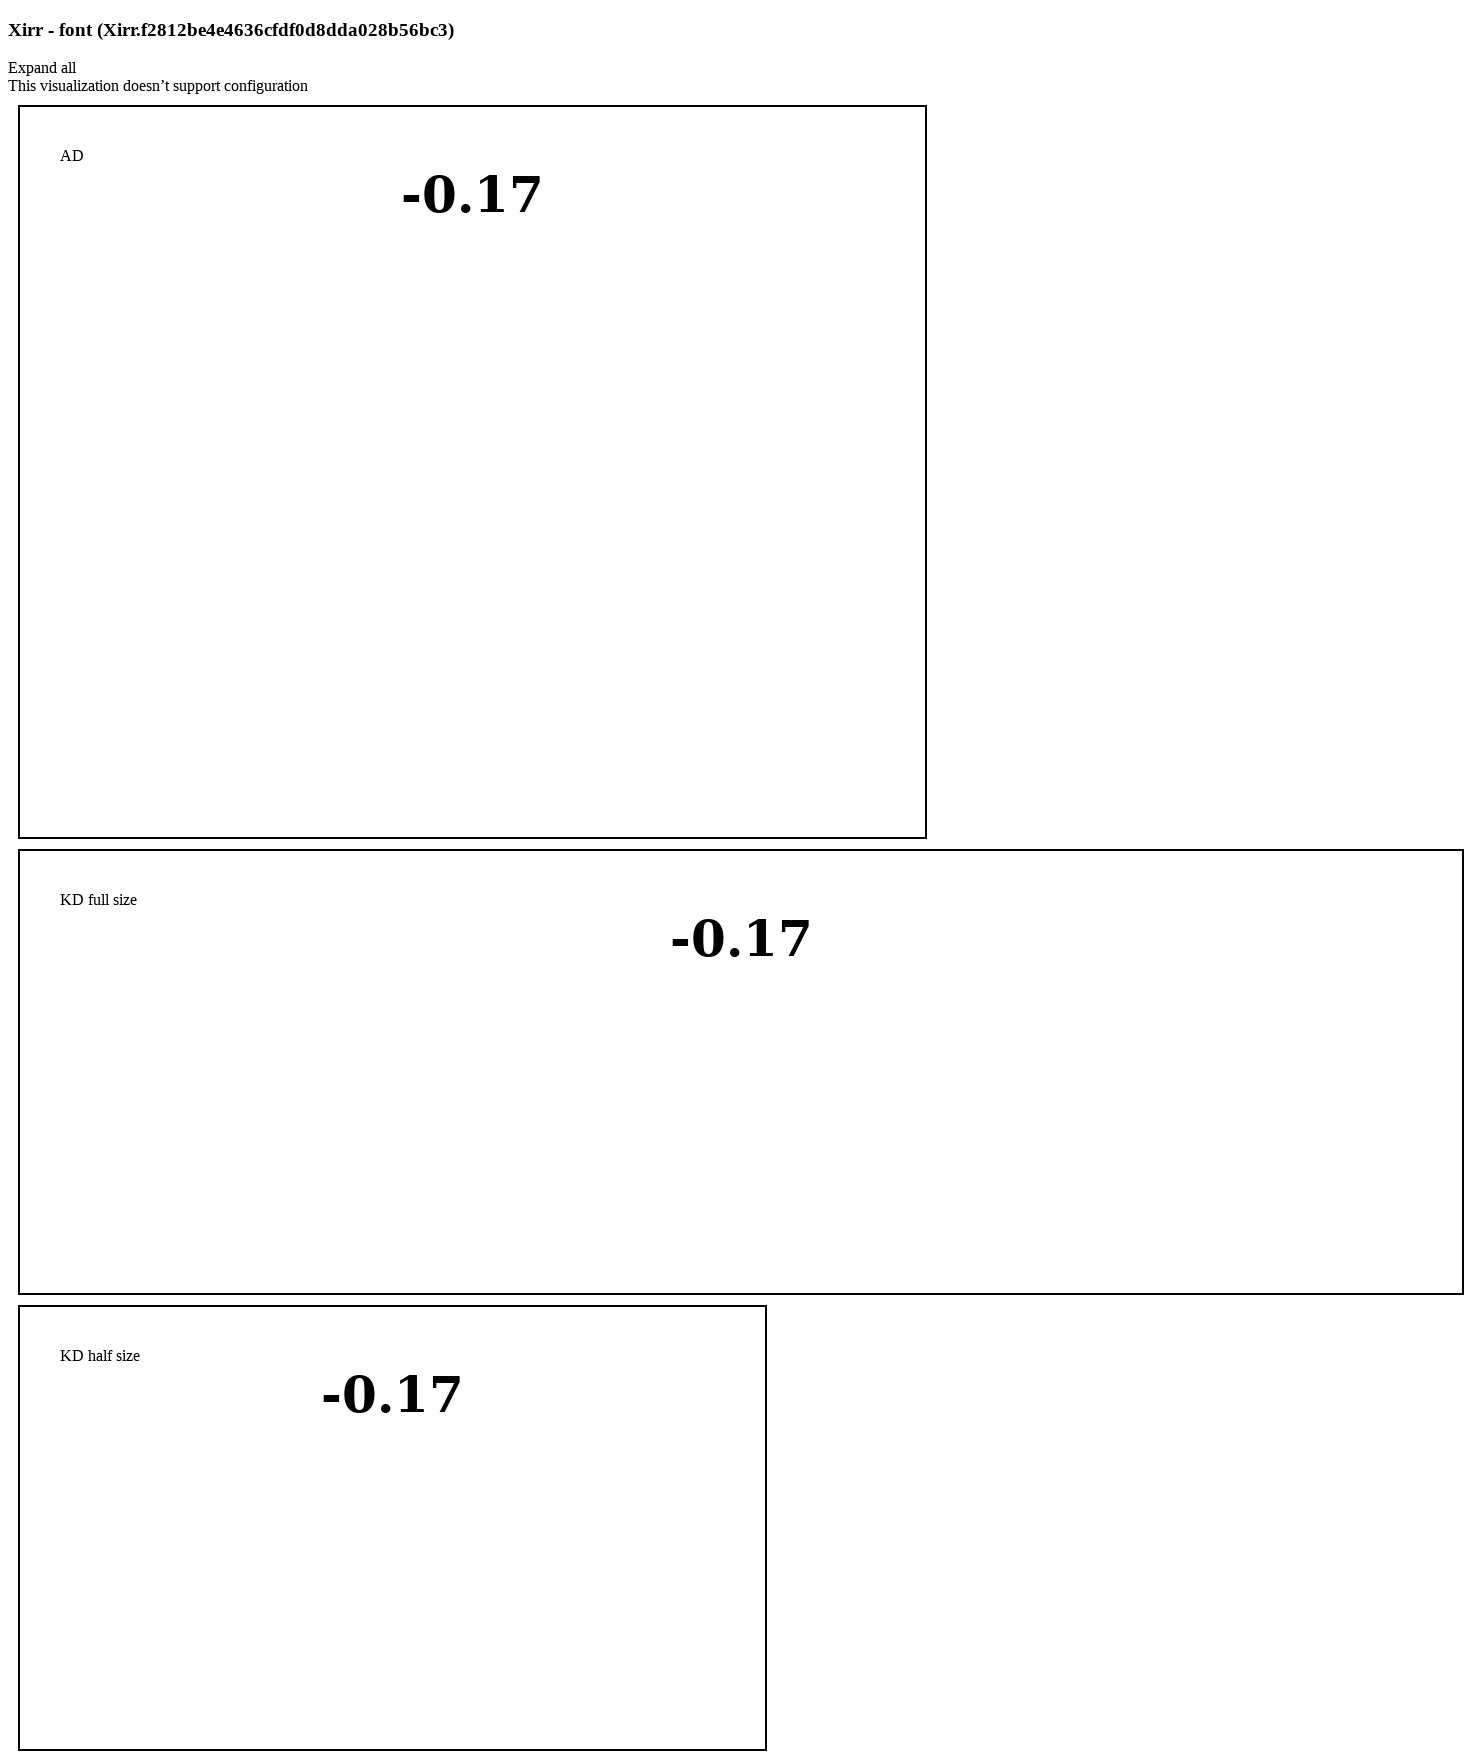 Xirr - font (Xirr.f2812be4e4636cfdf0d8dda028b56bc3)
Expand all
This visualization doesn’t support configuration
AD
-0.17
KD full size
-0.17
KD half size
-0.17